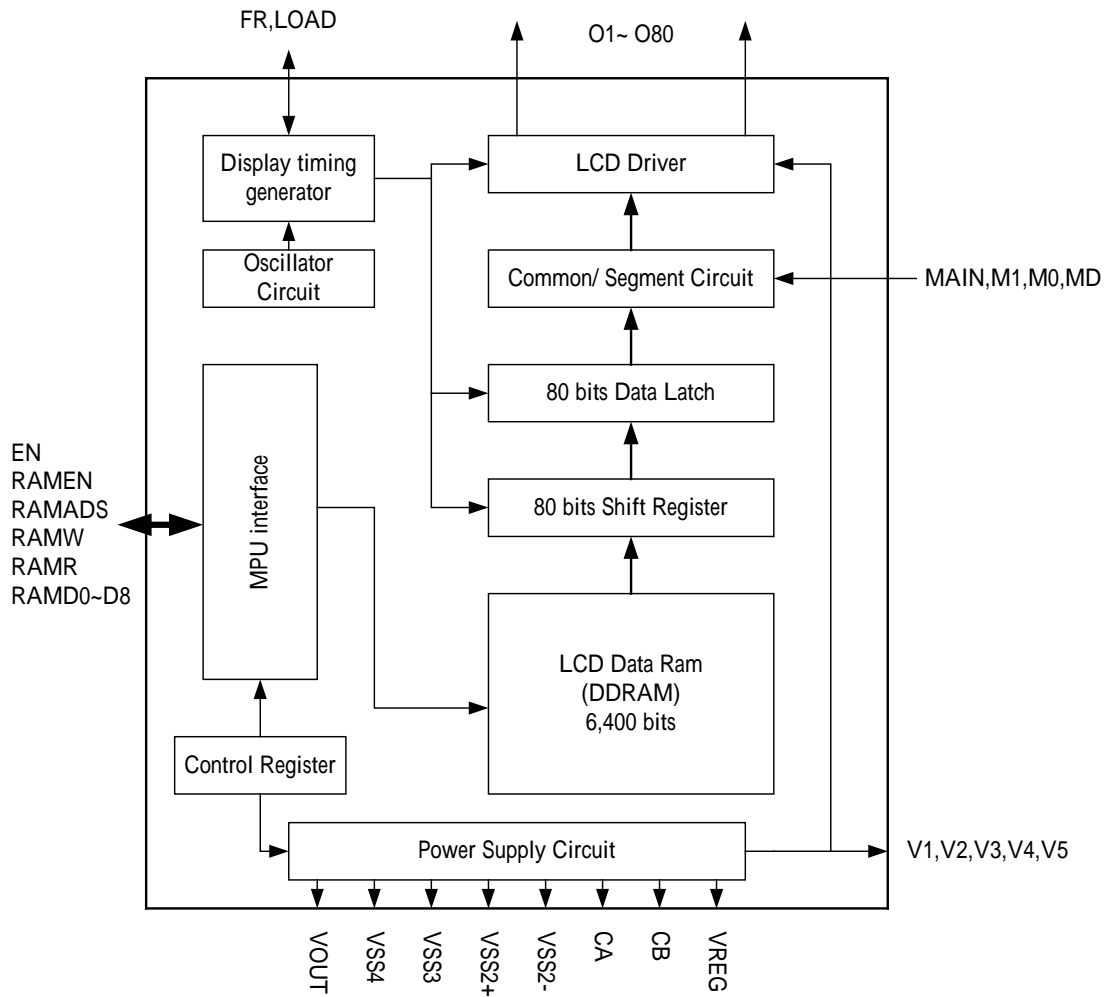 FR,LOAD
O1~ O80
Display timing
generator
LCD Driver
Oscillator
Circuit
Common/ Segment Circuit
MAIN,M1,M0,MD
80 bits Data Latch
EN
RAMEN
RAMADS
RAMW
RAMR
RAMD0~D8
MPU interface
80 bits Shift Register
LCD Data Ram
(DDRAM)
6,400 bits
Control Register
Power Supply Circuit
V1,V2,V3,V4,V5
VOUT
VSS4
VSS3
VSS2+
VSS2-
CA
CB
VREG